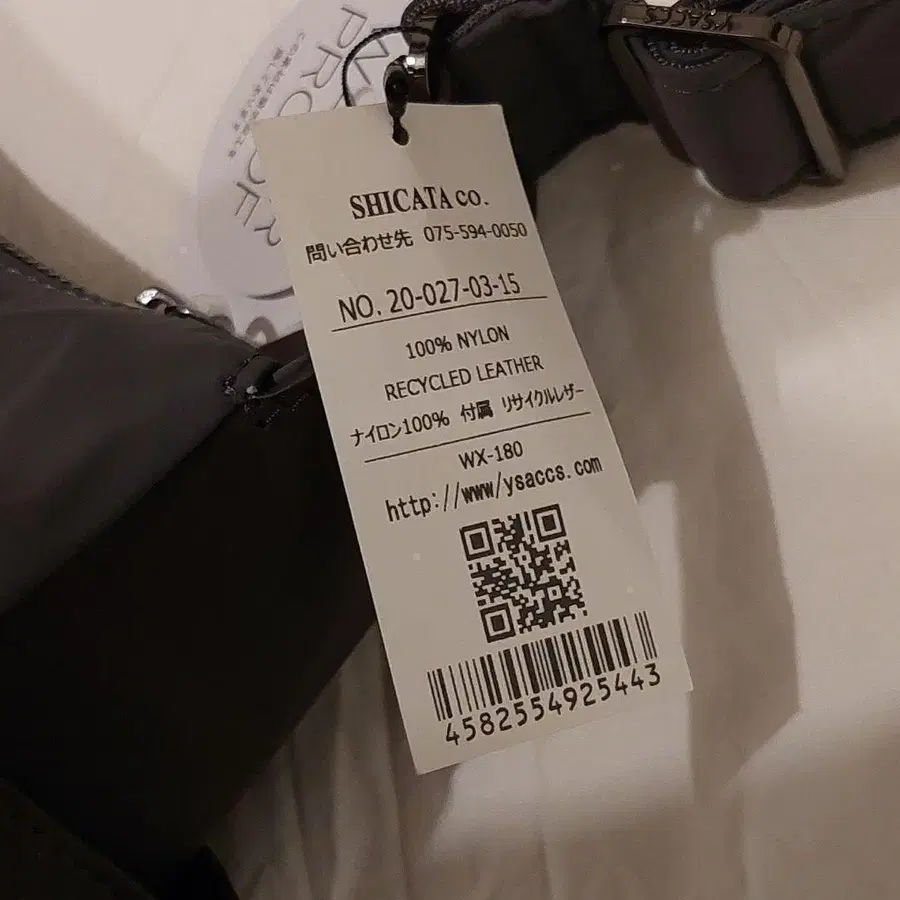 YSACCS
SHICATA CO.
問い合わせ先 075-594-0050
NO. 20-027-03-15
100% NYLON
RECYCLED LEATHER
ナイロン100% 付属 リサイクルレザー
WX-180
http://www/ysaccs.com
4582554925443